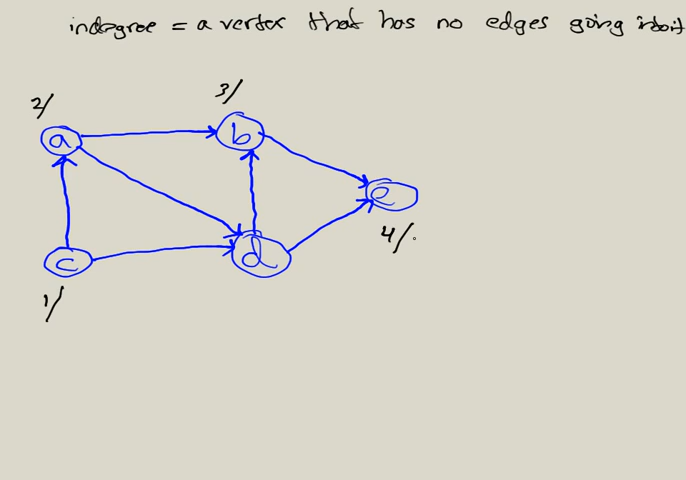 indegree = a vertex that has no edges going into it
2/
3/
a
b
e
c
d
4/.
1/